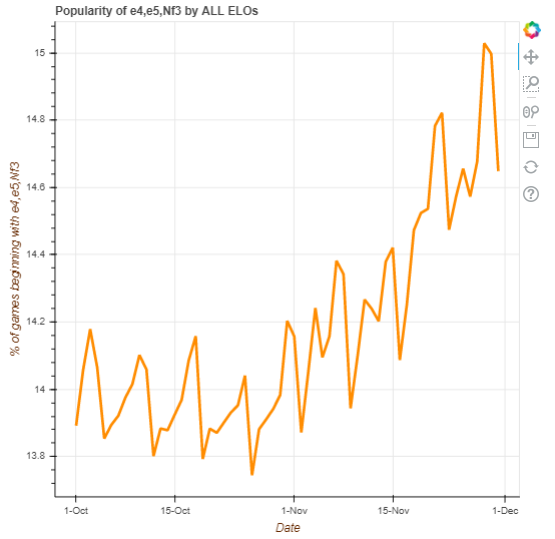 Popularity of e4,e5,Nf3 by ALL ELOs
15
14.8
14.6
14.4
14.2
14
13.8
% of games beginning with e4,e5,Nf3
1-Oct
15-Oct
1-Nov
15-Nov
1-Dec
Date